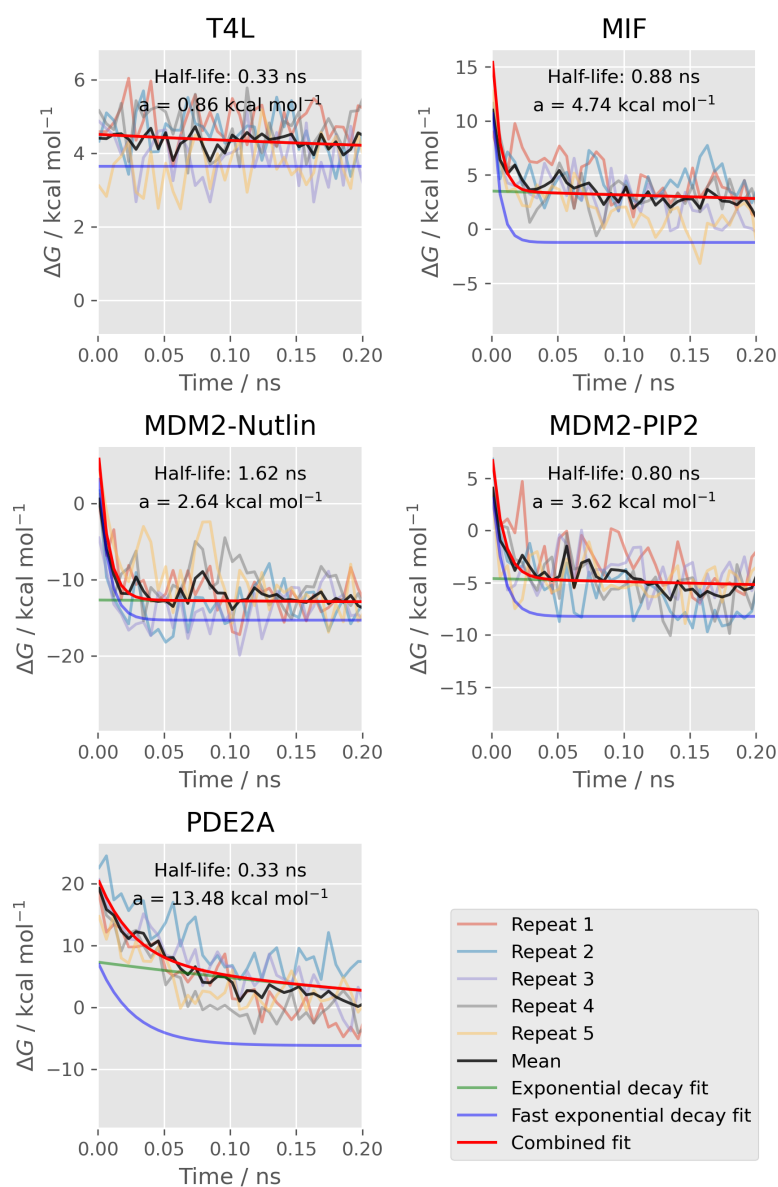 T4L
Half-life: 0.33 ns
a = 0.86 kcal mol⁻¹
ΔG / kcal mol⁻¹
6
4
2
0
0.00 0.05 0.10 0.15 0.20
Time / ns
MIF
Half-life: 0.88 ns
a = 4.74 kcal mol⁻¹
ΔG / kcal mol⁻¹
15
10
5
0
−5
0.00 0.05 0.10 0.15 0.20
Time / ns
MDM2-Nutlin
Half-life: 1.62 ns
a = 2.64 kcal mol⁻¹
ΔG / kcal mol⁻¹
0
−10
−20
0.00 0.05 0.10 0.15 0.20
Time / ns
MDM2-PIP2
Half-life: 0.80 ns
a = 3.62 kcal mol⁻¹
ΔG / kcal mol⁻¹
5
0
−5
−10
−15
0.00 0.05 0.10 0.15 0.20
Time / ns
PDE2A
Half-life: 0.33 ns
a = 13.48 kcal mol⁻¹
ΔG / kcal mol⁻¹
20
10
0
−10
0.00 0.05 0.10 0.15 0.20
Time / ns
Repeat 1
Repeat 2
Repeat 3
Repeat 4
Repeat 5
Mean
Exponential decay fit
Fast exponential decay fit
Combined fit